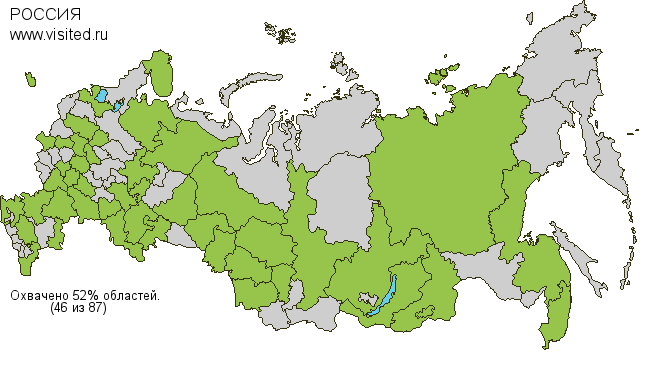 РОССИЯ
www.visited.ru
Охвачено 52% областей.
(46 из 87)